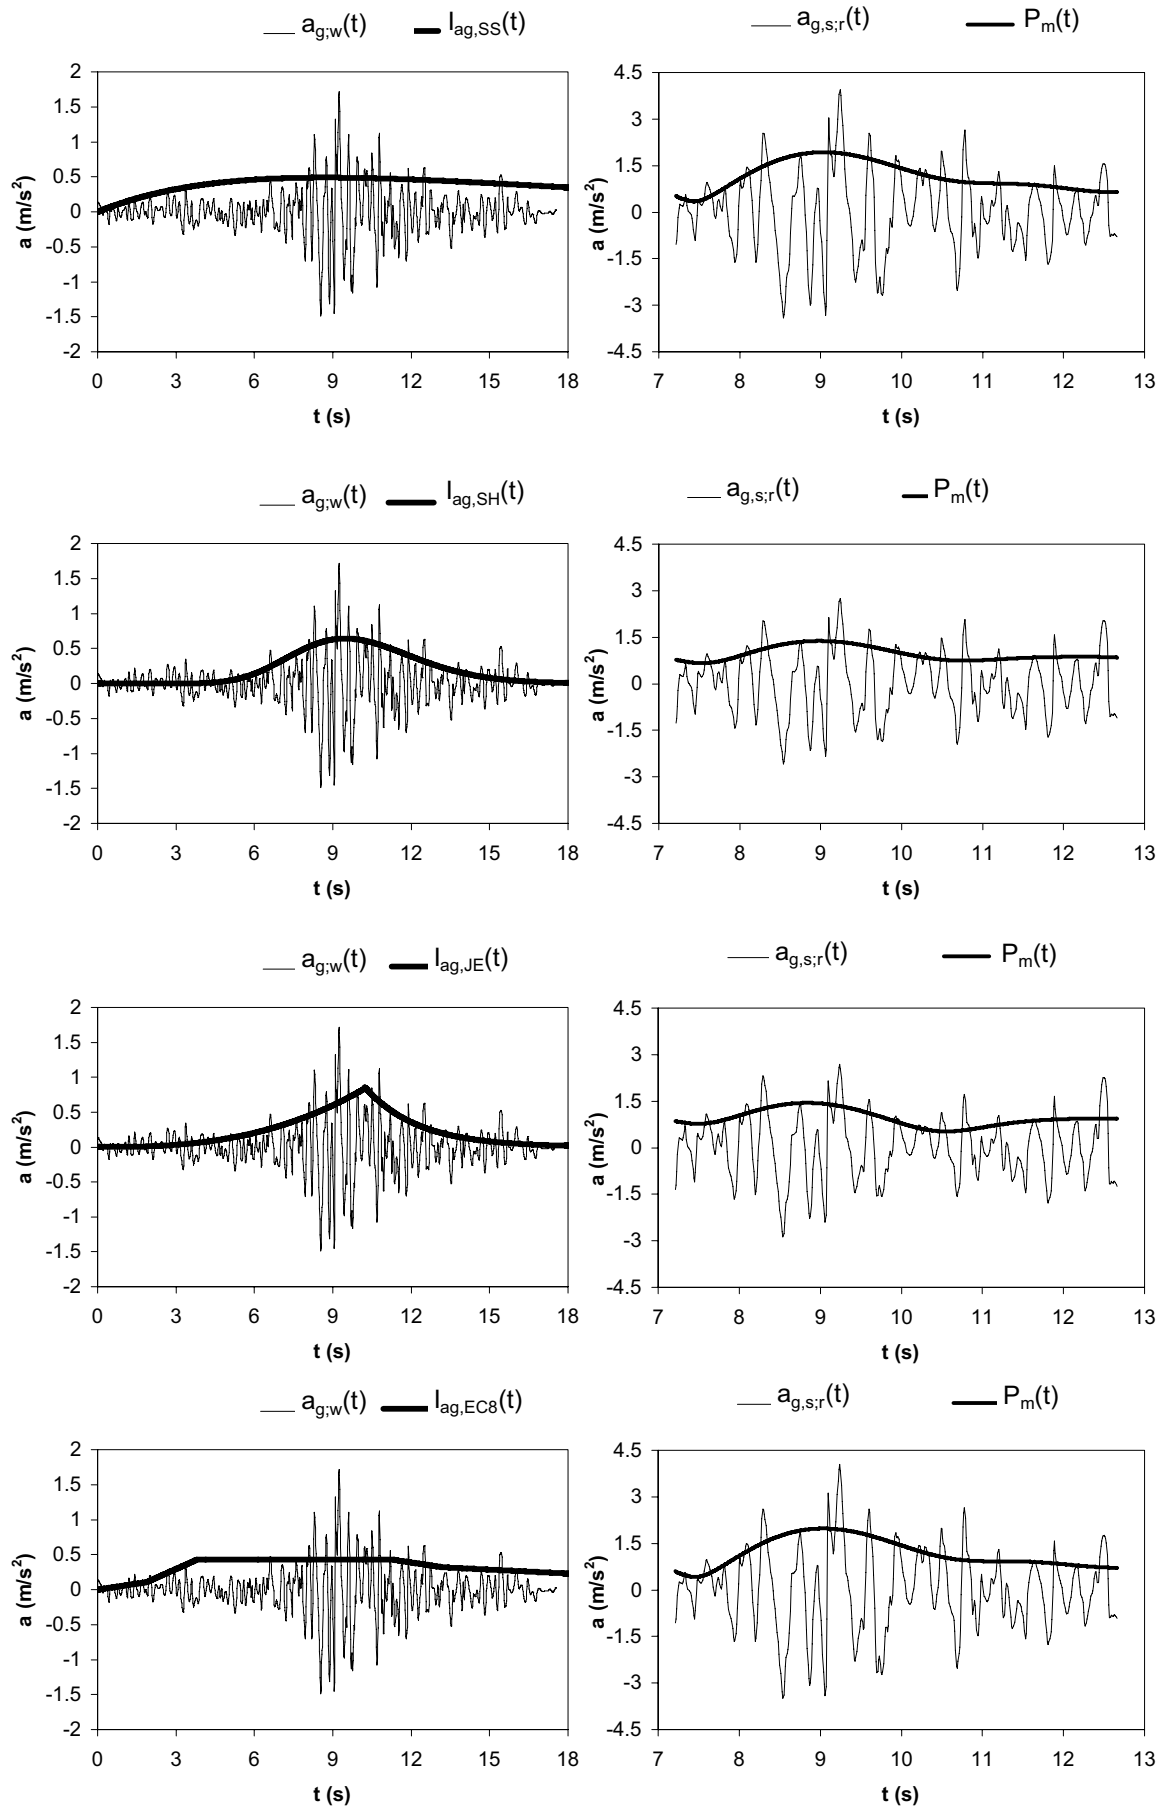 a_g;w(t) I_ag,SS(t)
a_g,s;r(t) P_m(t)
2
1.5
1
0.5
0
-0.5
-1
-1.5
-2
a (m/s²)
0 3 6 9 12 15 18
t (s)
4.5
3
1.5
0
-1.5
-3
-4.5
a (m/s²)
7 8 9 10 11 12 13
t (s)
a_g;w(t) I_ag,SH(t)
a_g,s;r(t) P_m(t)
2
1.5
1
0.5
0
-0.5
-1
-1.5
-2
a (m/s²)
0 3 6 9 12 15 18
t (s)
4.5
3
1.5
0
-1.5
-3
-4.5
a (m/s²)
7 8 9 10 11 12 13
t (s)
a_g;w(t) I_ag,JE(t)
a_g,s;r(t) P_m(t)
2
1.5
1
0.5
0
-0.5
-1
-1.5
-2
a (m/s²)
0 3 6 9 12 15 18
t (s)
4.5
3
1.5
0
-1.5
-3
-4.5
a (m/s²)
7 8 9 10 11 12 13
t (s)
a_g;w(t) I_ag,EC8(t)
a_g,s;r(t) P_m(t)
2
1.5
1
0.5
0
-0.5
-1
-1.5
-2
a (m/s²)
0 3 6 9 12 15 18
t (s)
4.5
3
1.5
0
-1.5
-3
-4.5
a (m/s²)
7 8 9 10 11 12 13
t (s)